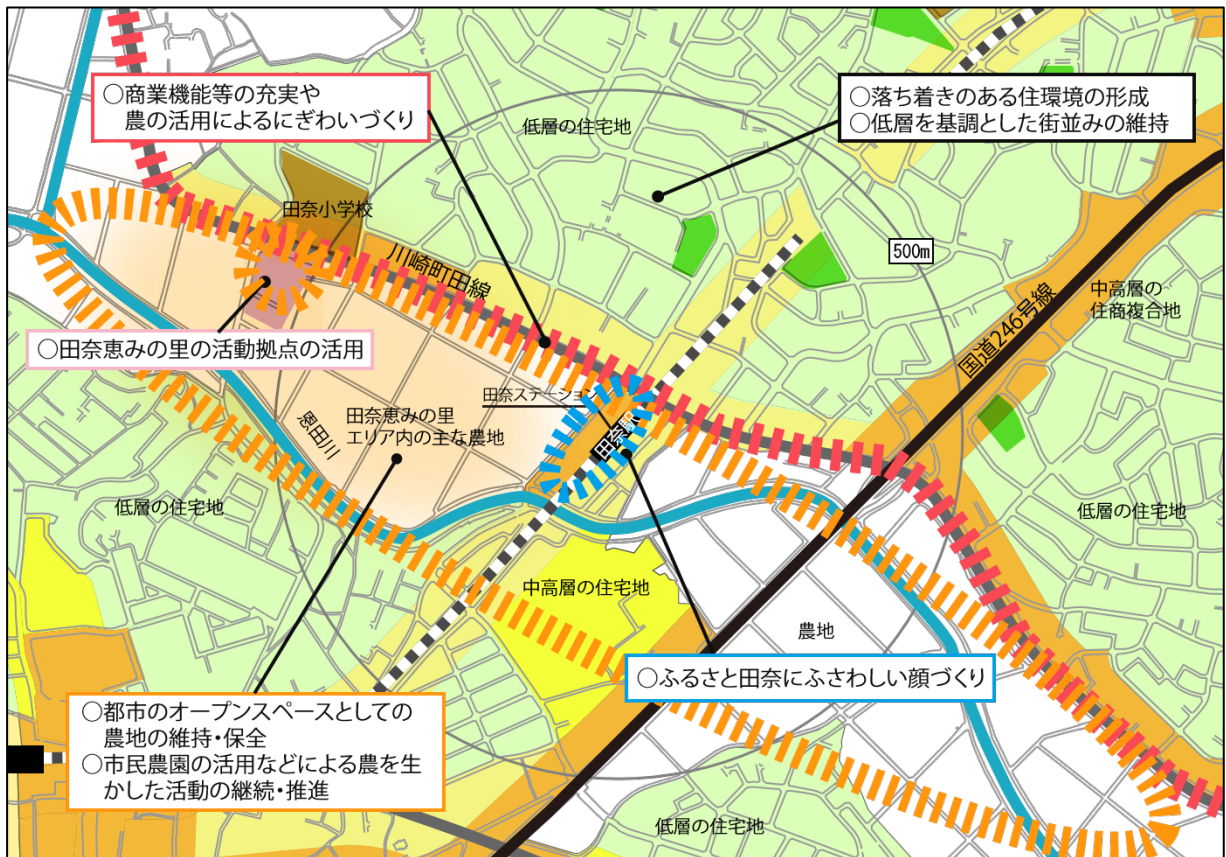 ○商業機能等の充実や
農の活用によるにぎわいづくり
○落ち着きのある住環境の形成
○低層を基調とした街並みの維持
低層の住宅地
田奈小学校
川崎町田線
500m
国道246号線
中高層の
住商複合地
○田奈恵みの里の活動拠点の活用
田奈ステーション
田奈駅
恩田川
田奈恵みの里
エリア内の主な農地
低層の住宅地
低層の住宅地
中高層の住宅地
農地
○ふるさと田奈にふさわしい顔づくり
○都市のオープンスペースとしての
農地の維持・保全
○市民農園の活用などによる農を生
かした活動の継続・推進
低層の住宅地